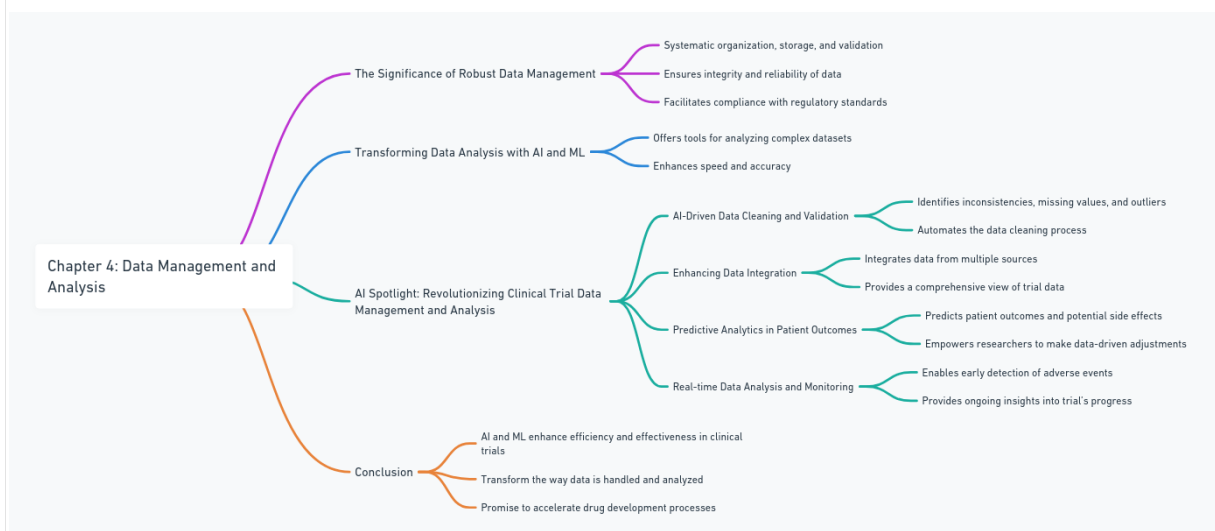 Chapter 4: Data Management and
Analysis
The Significance of Robust Data Management
Systematic organization, storage, and validation
Ensures integrity and reliability of data
Facilitates compliance with regulatory standards
Transforming Data Analysis with AI and ML
Offers tools for analyzing complex datasets
Enhances speed and accuracy
AI Spotlight: Revolutionizing Clinical Trial Data
Management and Analysis
AI-Driven Data Cleaning and Validation
Identifies inconsistencies, missing values, and outliers
Automates the data cleaning process
Enhancing Data Integration
Integrates data from multiple sources
Provides a comprehensive view of trial data
Predictive Analytics in Patient Outcomes
Predicts patient outcomes and potential side effects
Empowers researchers to make data-driven adjustments
Real-time Data Analysis and Monitoring
Enables early detection of adverse events
Provides ongoing insights into trial's progress
Conclusion
AI and ML enhance efficiency and effectiveness in clinical
trials
Transform the way data is handled and analyzed
Promise to accelerate drug development processes